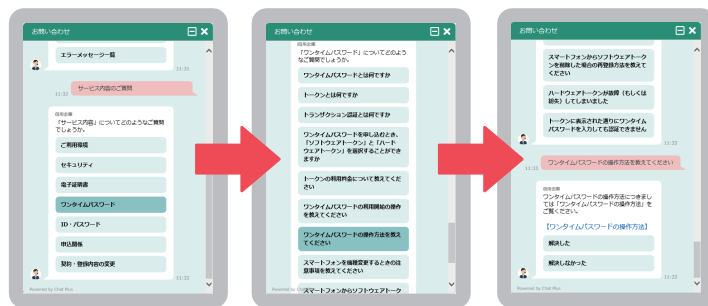 お問い合わせ
エラーメッセージ一覧
11:31
サービス内容のご質問
11:32
信用金庫
「サービス内容」についてどのようなご質問
でしょうか。
ご利用環境
セキュリティ
電子証明書
ワンタイムパスワード
ID・パスワード
申込関係
契約・登録内容の変更
11:32
Powered by Chat Plus
お問い合わせ
信用金庫
「ワンタイムパスワード」についてどのよう
なご質問でしょうか。
ワンタイムパスワードとは何ですか
トークンとは何ですか
トランザクション認証とは何ですか
ワンタイムパスワードを申し込むとき、
「ソフトウェアトークン」と「ハード
ウェアトークン」を選択することができ
ますか
トークンの利用料金について教えてくだ
さい
ワンタイムパスワードの利用開始の操作
を教えてください
ワンタイムパスワードの操作方法を教え
てください
スマートフォンを機種変更するときの注
意事項を教えてください
スマートフォンからソフトウェアトーク
Powered by Ch
お問い合わせ
スマートフォンからソフトウェアトーク
ンを削除した場合の再登録方法を教えて
ください
ハードウェアトークンが故障（もしくは
紛失）してしまいました
トークンに表示された通りにワンタイム
パスワードを入力しても認証できません
11:32
ワンタイムパスワードの操作方法を教えてください
11:33
信用金庫
ワンタイムパスワードの操作方法につきまし
ては「ワンタイムパスワードの操作方法」を
ご覧ください。
【ワンタイムパスワードの操作方法】
解決した
解決しなかった
11:33
Powered by Chat Plus